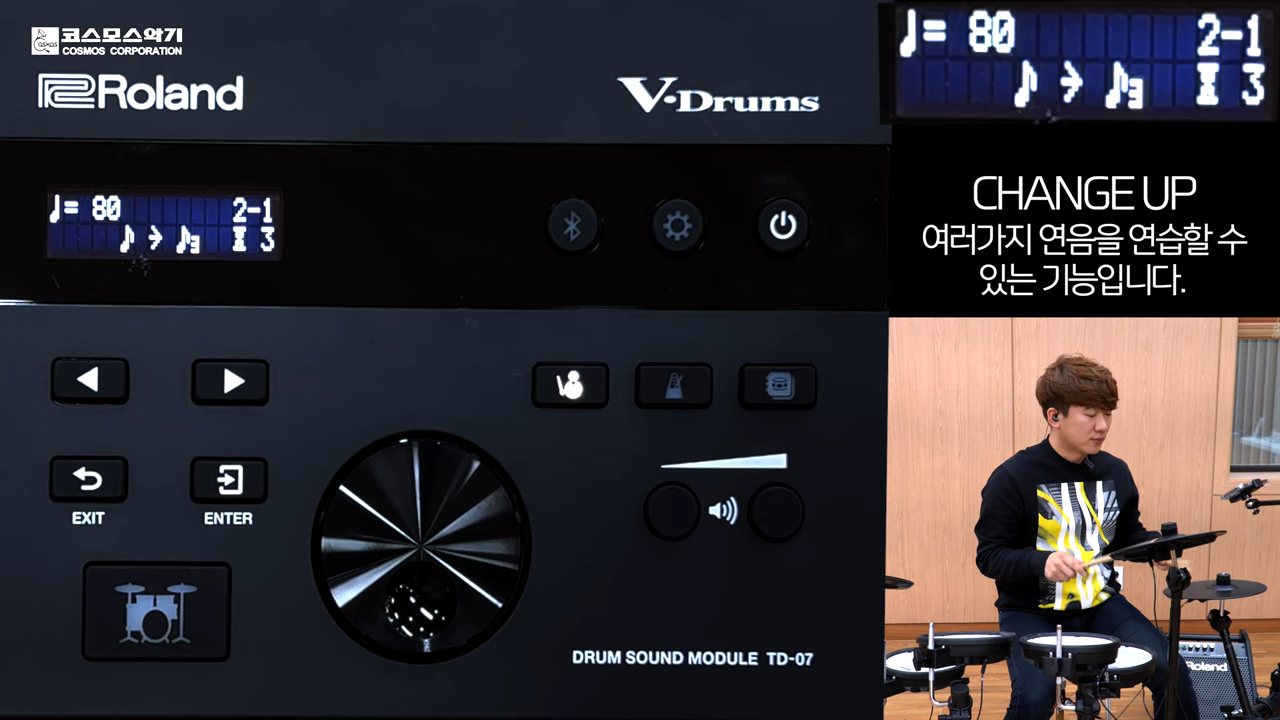 코스모스악기
COSMOS CORPORATION
Roland
V-Drums
♩= 80 2-1
♪ → ♪3 3
EXIT
ENTER
DRUM SOUND MODULE TD-07
♩= 80 2-1
♪ → ♪3 3
CHANGE UP
여러가지 연음을 연습할 수
있는 기능입니다.
Roland